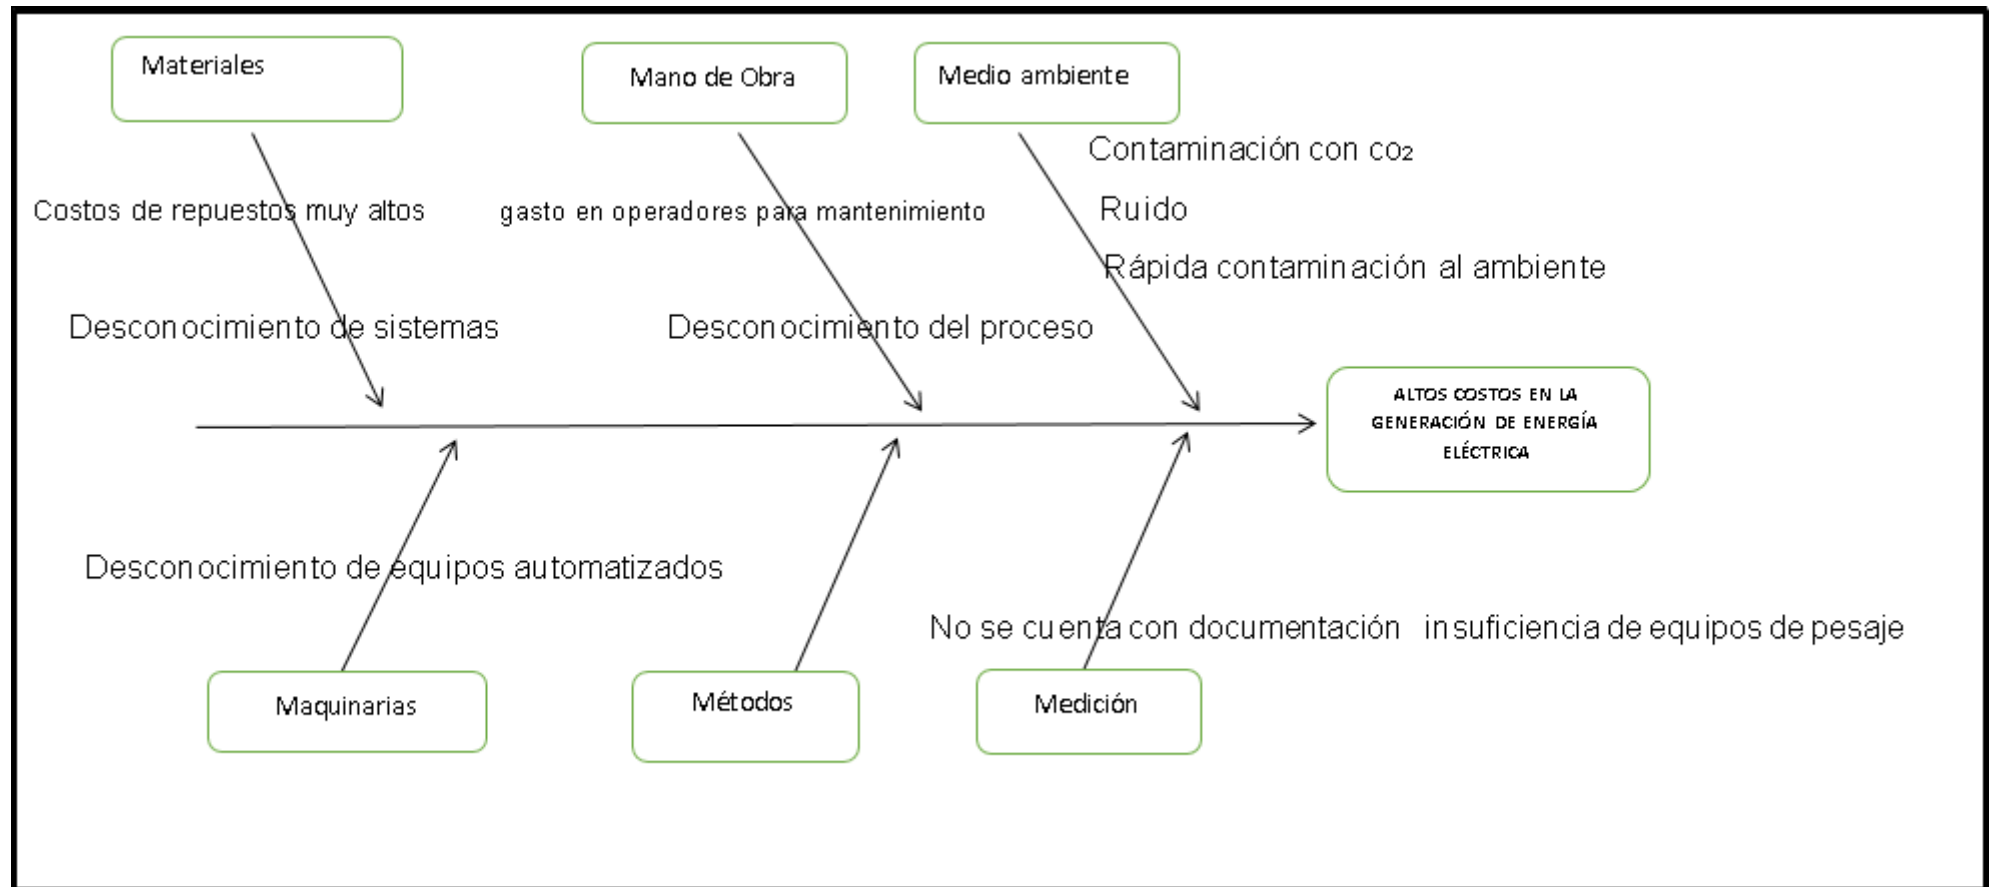 Materiales
Mano de Obra
Medio ambiente
Contaminación con co₂
Costos de repuestos muy altos
gasto en operadores para mantenimiento
Ruido
Rápida contaminación al ambiente
Desconocimiento de sistemas
Desconocimiento del proceso
ALTOS COSTOS EN LA
GENERACIÓN DE ENERGÍA
ELÉCTRICA
Desconocimiento de equipos automatizados
No se cuenta con documentación insuficiencia de equipos de pesaje
Maquinarias
Métodos
Medición